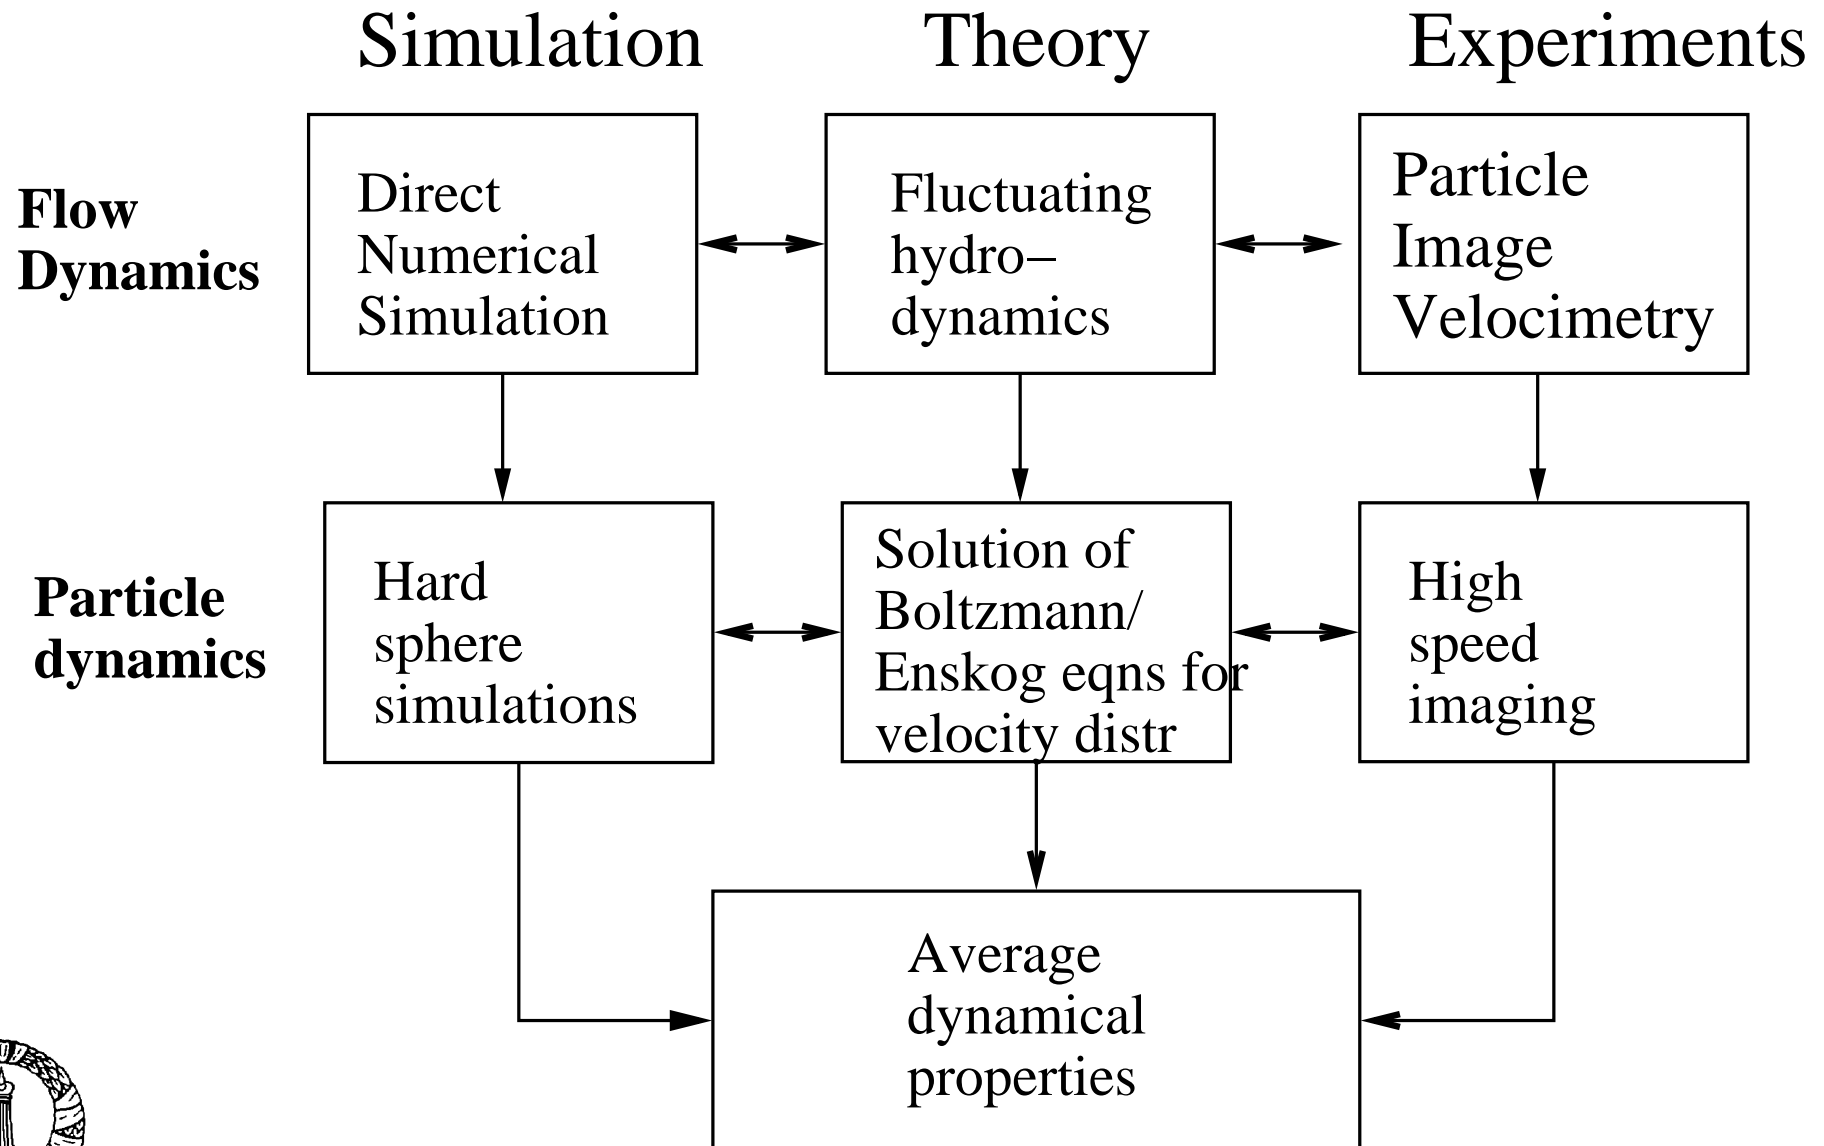 Simulation
Theory
Experiments
Flow
Dynamics
Direct
Numerical
Simulation
Fluctuating
hydro–
dynamics
Particle
Image
Velocimetry
Particle
dynamics
Hard
sphere
simulations
Solution of
Boltzmann/
Enskog eqns for
velocity distr
High
speed
imaging
Average
dynamical
properties